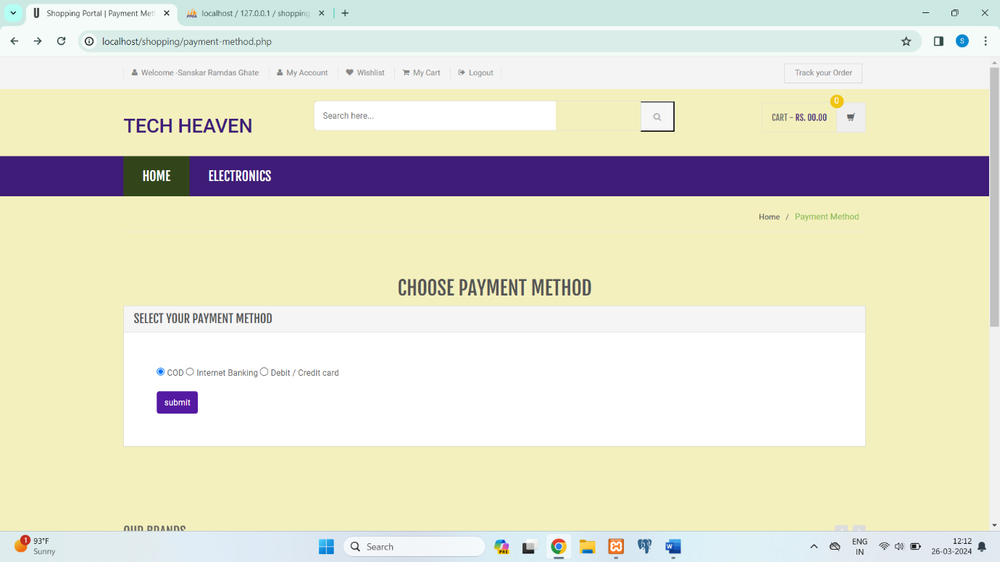 Shopping Portal | Payment Met
localhost / 127.0.0.1 / shopping
localhost/shopping/payment-method.php
S
Welcome -Sanskar Ramdas Ghate
My Account
Wishlist
My Cart
Logout
Track your Order
TECH HEAVEN
Search here...
0
CART - RS. 00.00
HOME
ELECTRONICS
Home / Payment Method
CHOOSE PAYMENT METHOD
SELECT YOUR PAYMENT METHOD
COD Internet Banking Debit / Credit card
submit
OUR BRANDS
1
93°F
Sunny
Search
PRE
W
ENG
IN
12:12
26-03-2024